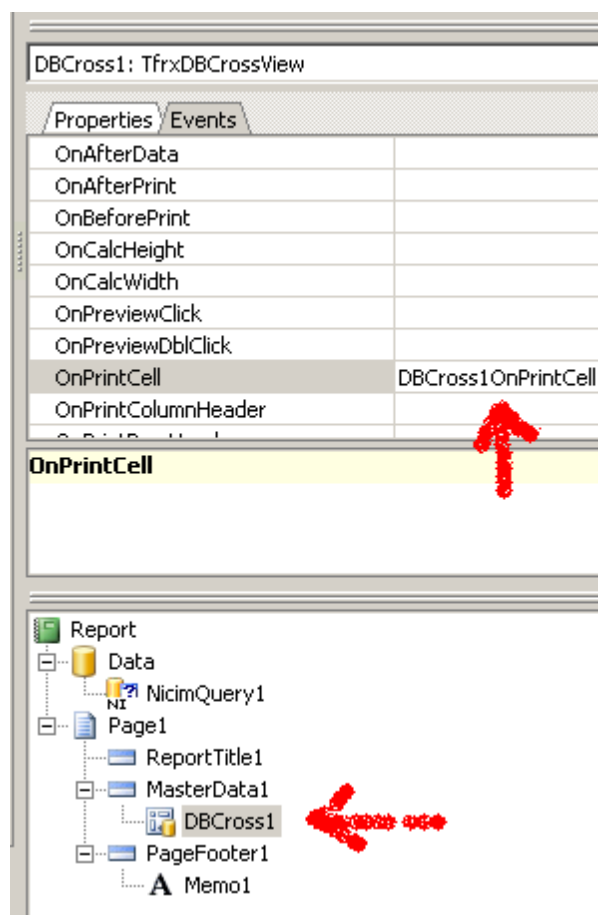 DBCross1: TfrxDBCrossView
Properties Events
OnAfterData
OnAfterPrint
OnBeforePrint
OnCalcHeight
OnCalcWidth
OnPreviewClick
OnPreviewDblClick
OnPrintCell DBCross1OnPrintCell
OnPrintColumnHeader
OnPrintCell
Report
Data
NI NicimQuery1
Page1
ReportTitle1
MasterData1
DBCross1
PageFooter1
A Memo1